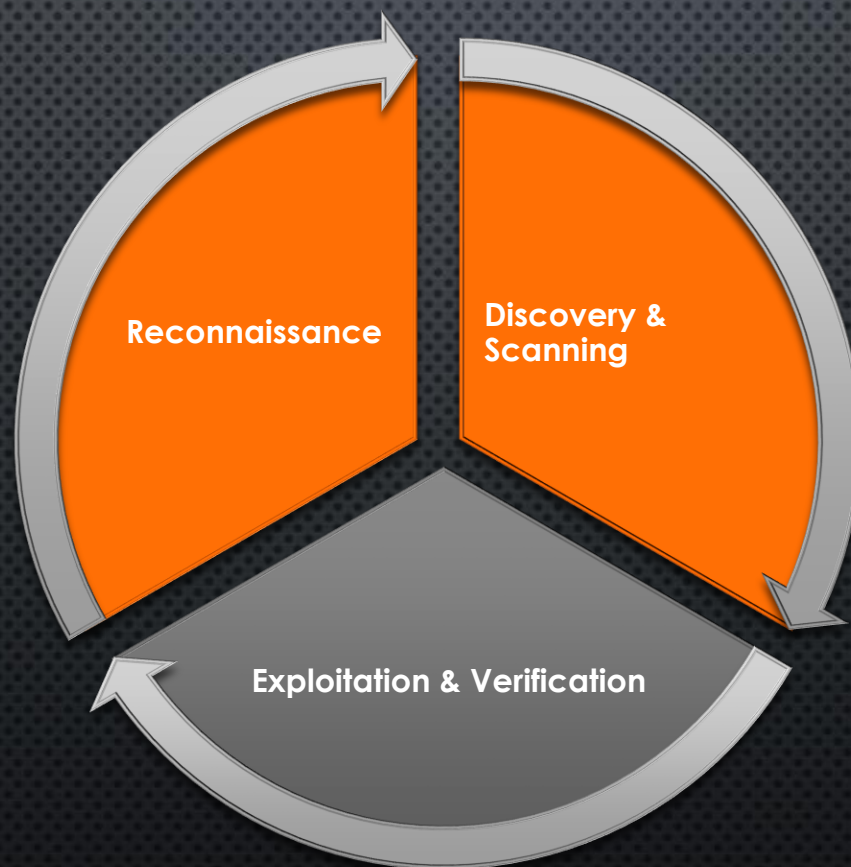 Reconnaissance
Discovery &
Scanning
Exploitation & Verification